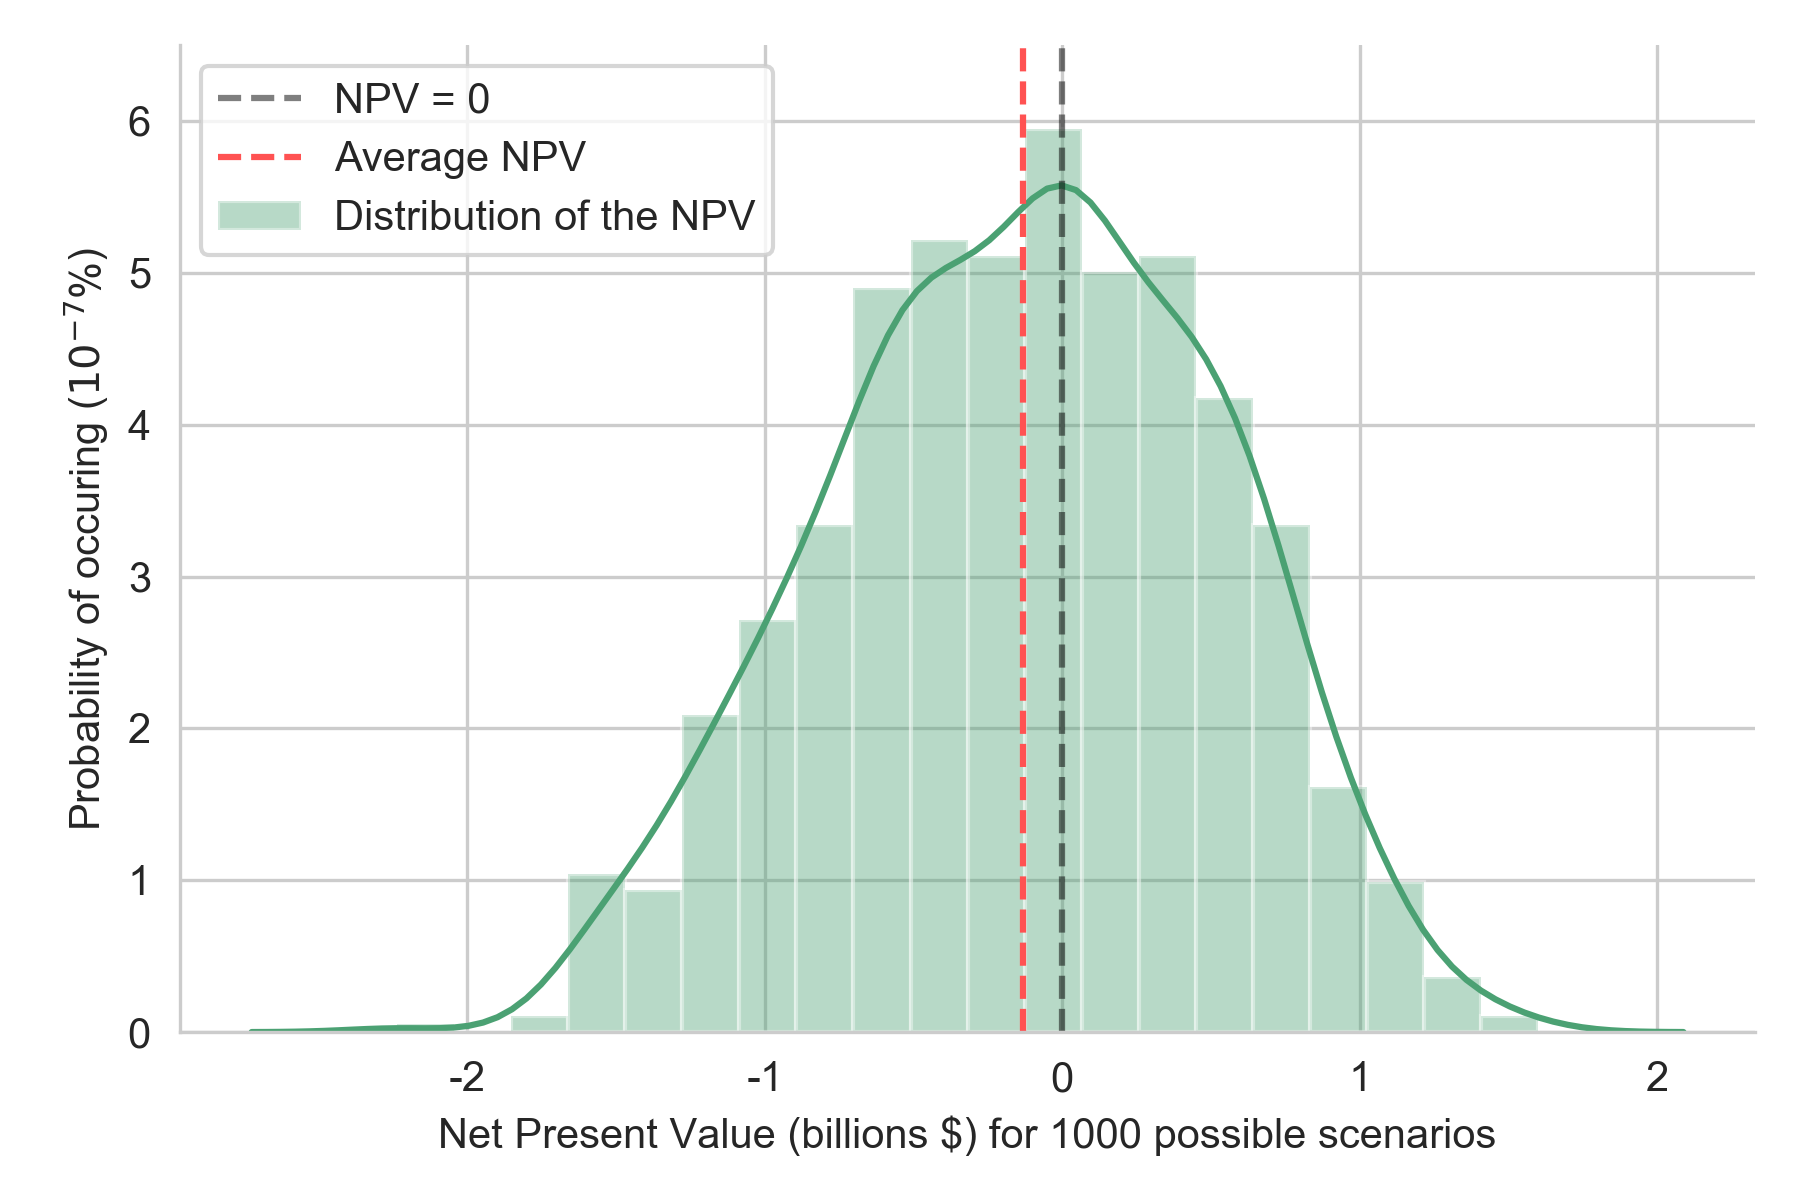 NPV = 0
Average NPV
Distribution of the NPV
Probability of occuring (10⁻⁷%)
6
5
4
3
2
1
0
-2 -1 0 1 2
Net Present Value (billions $) for 1000 possible scenarios